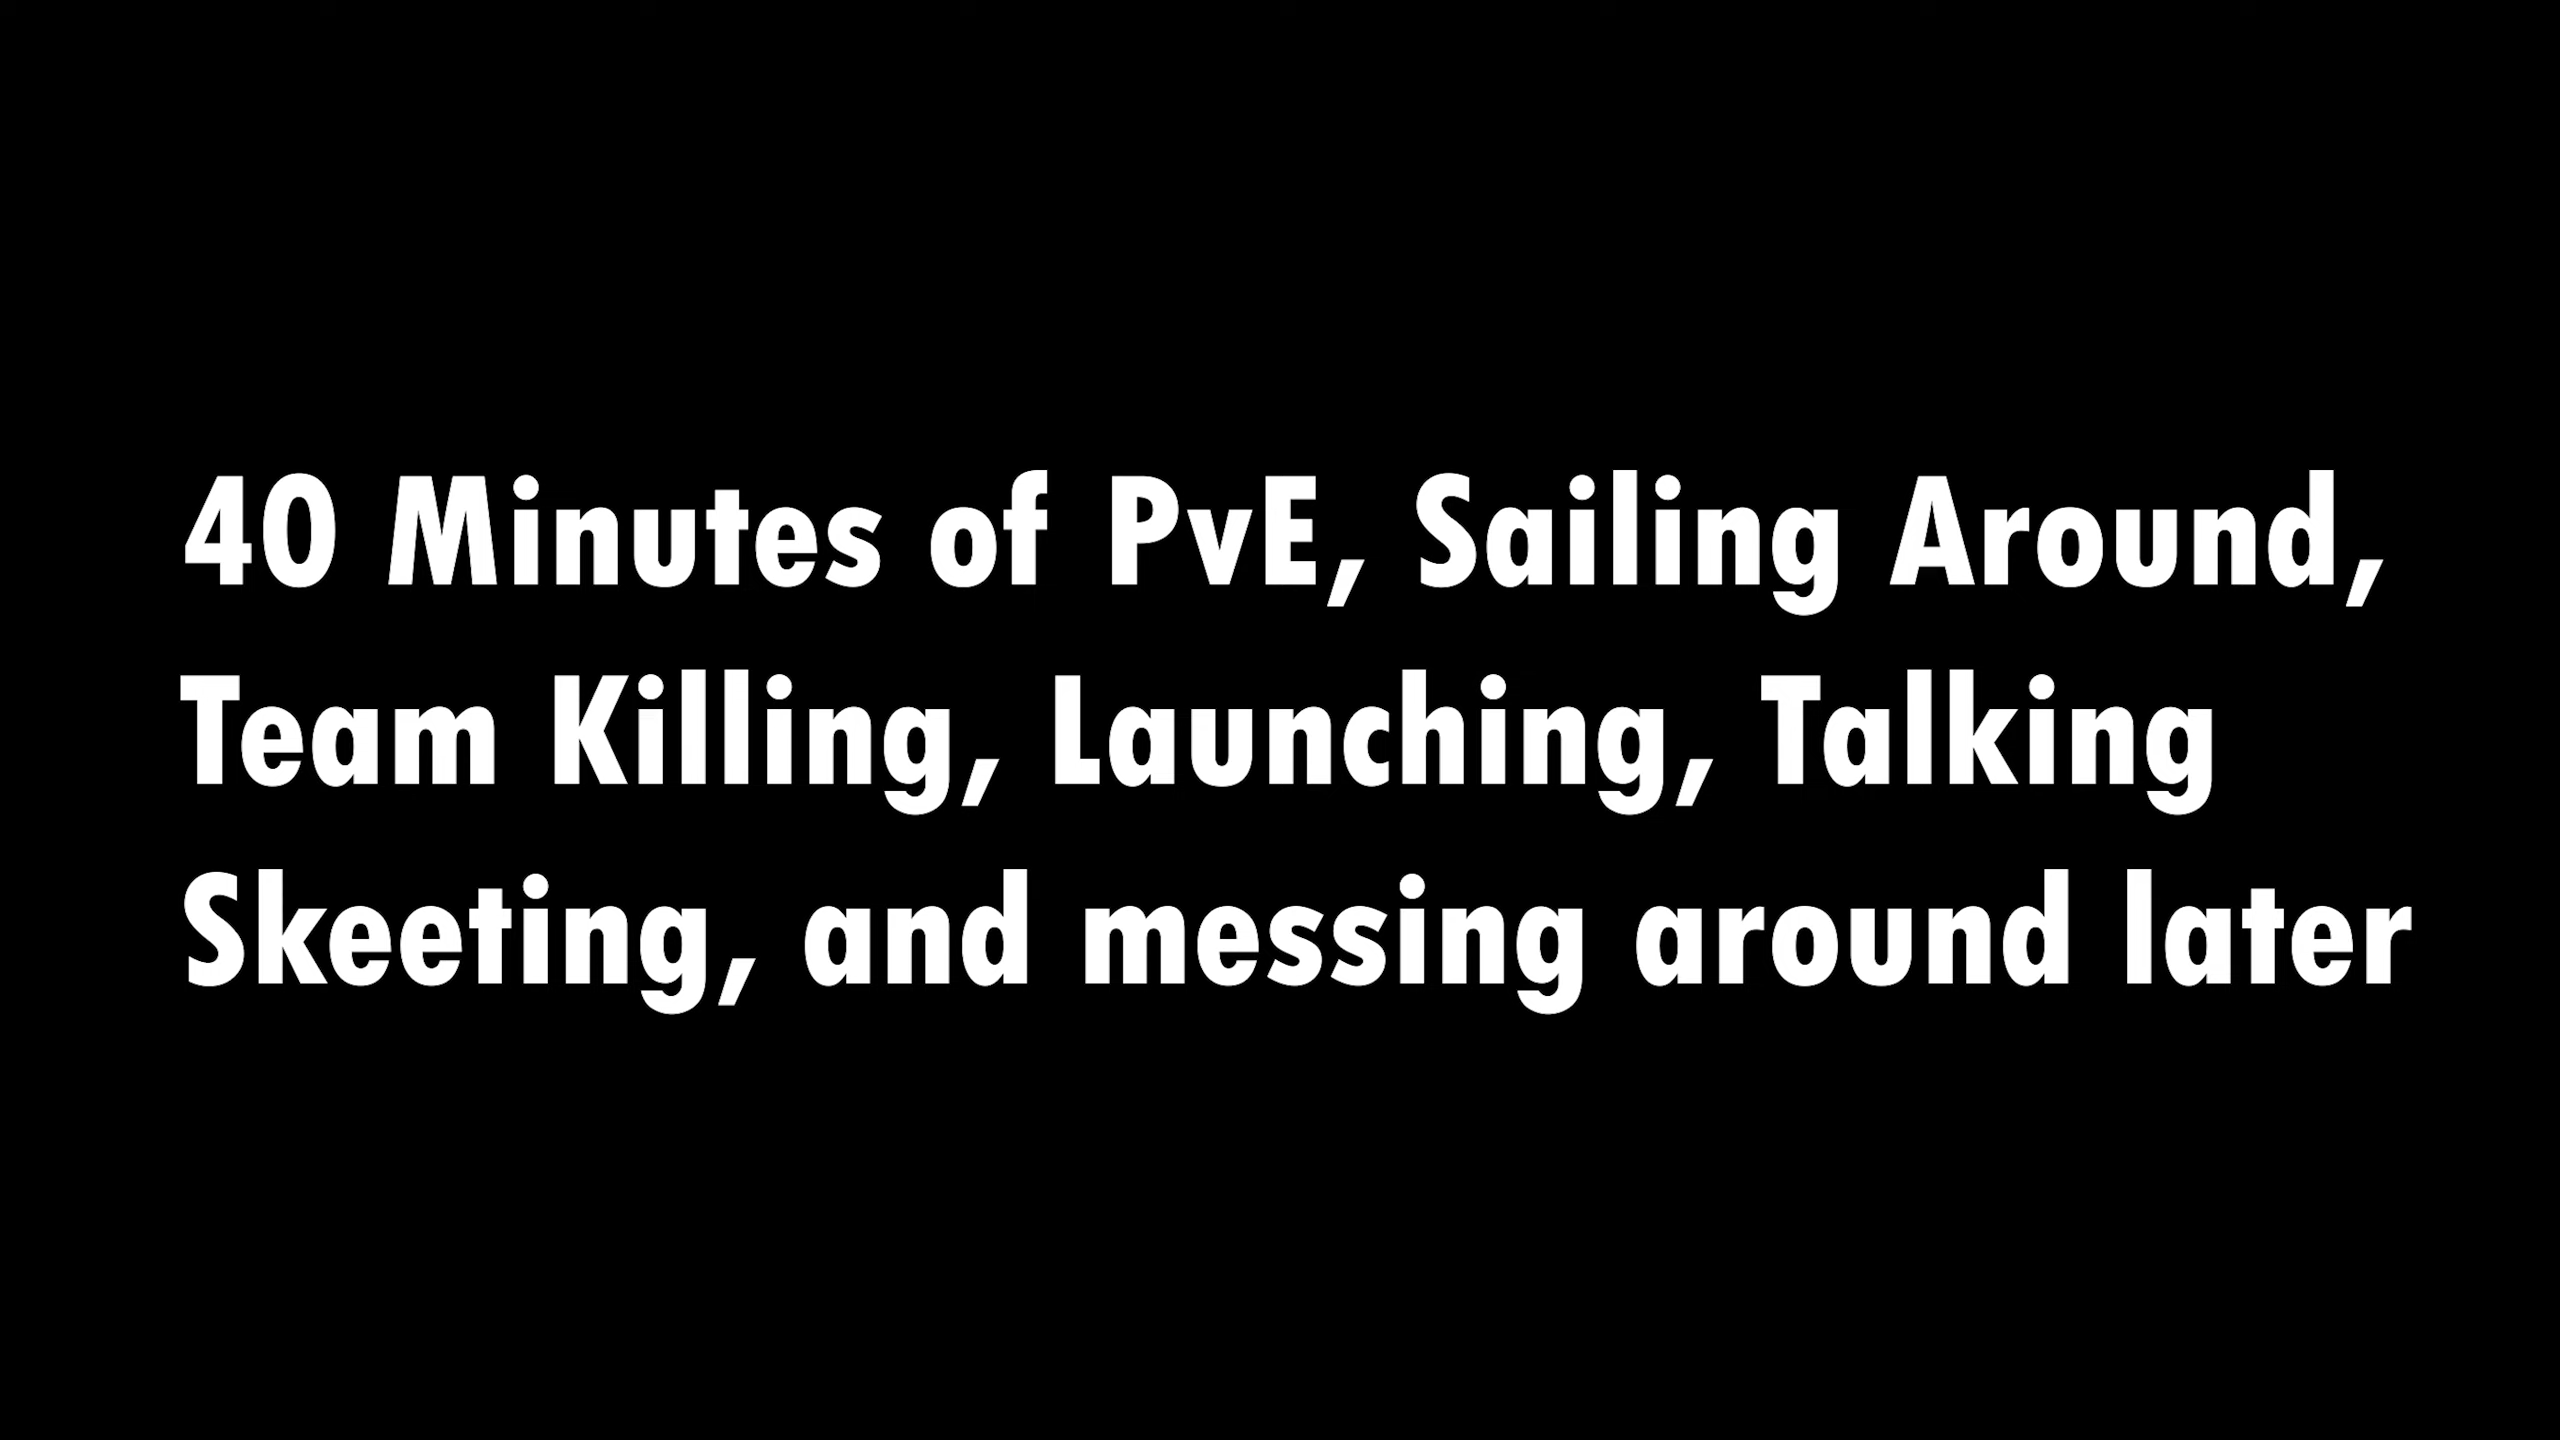 40 Minutes of PvE, Sailing Around,
Team Killing, Launching, Talking
Skeeting, and messing around later